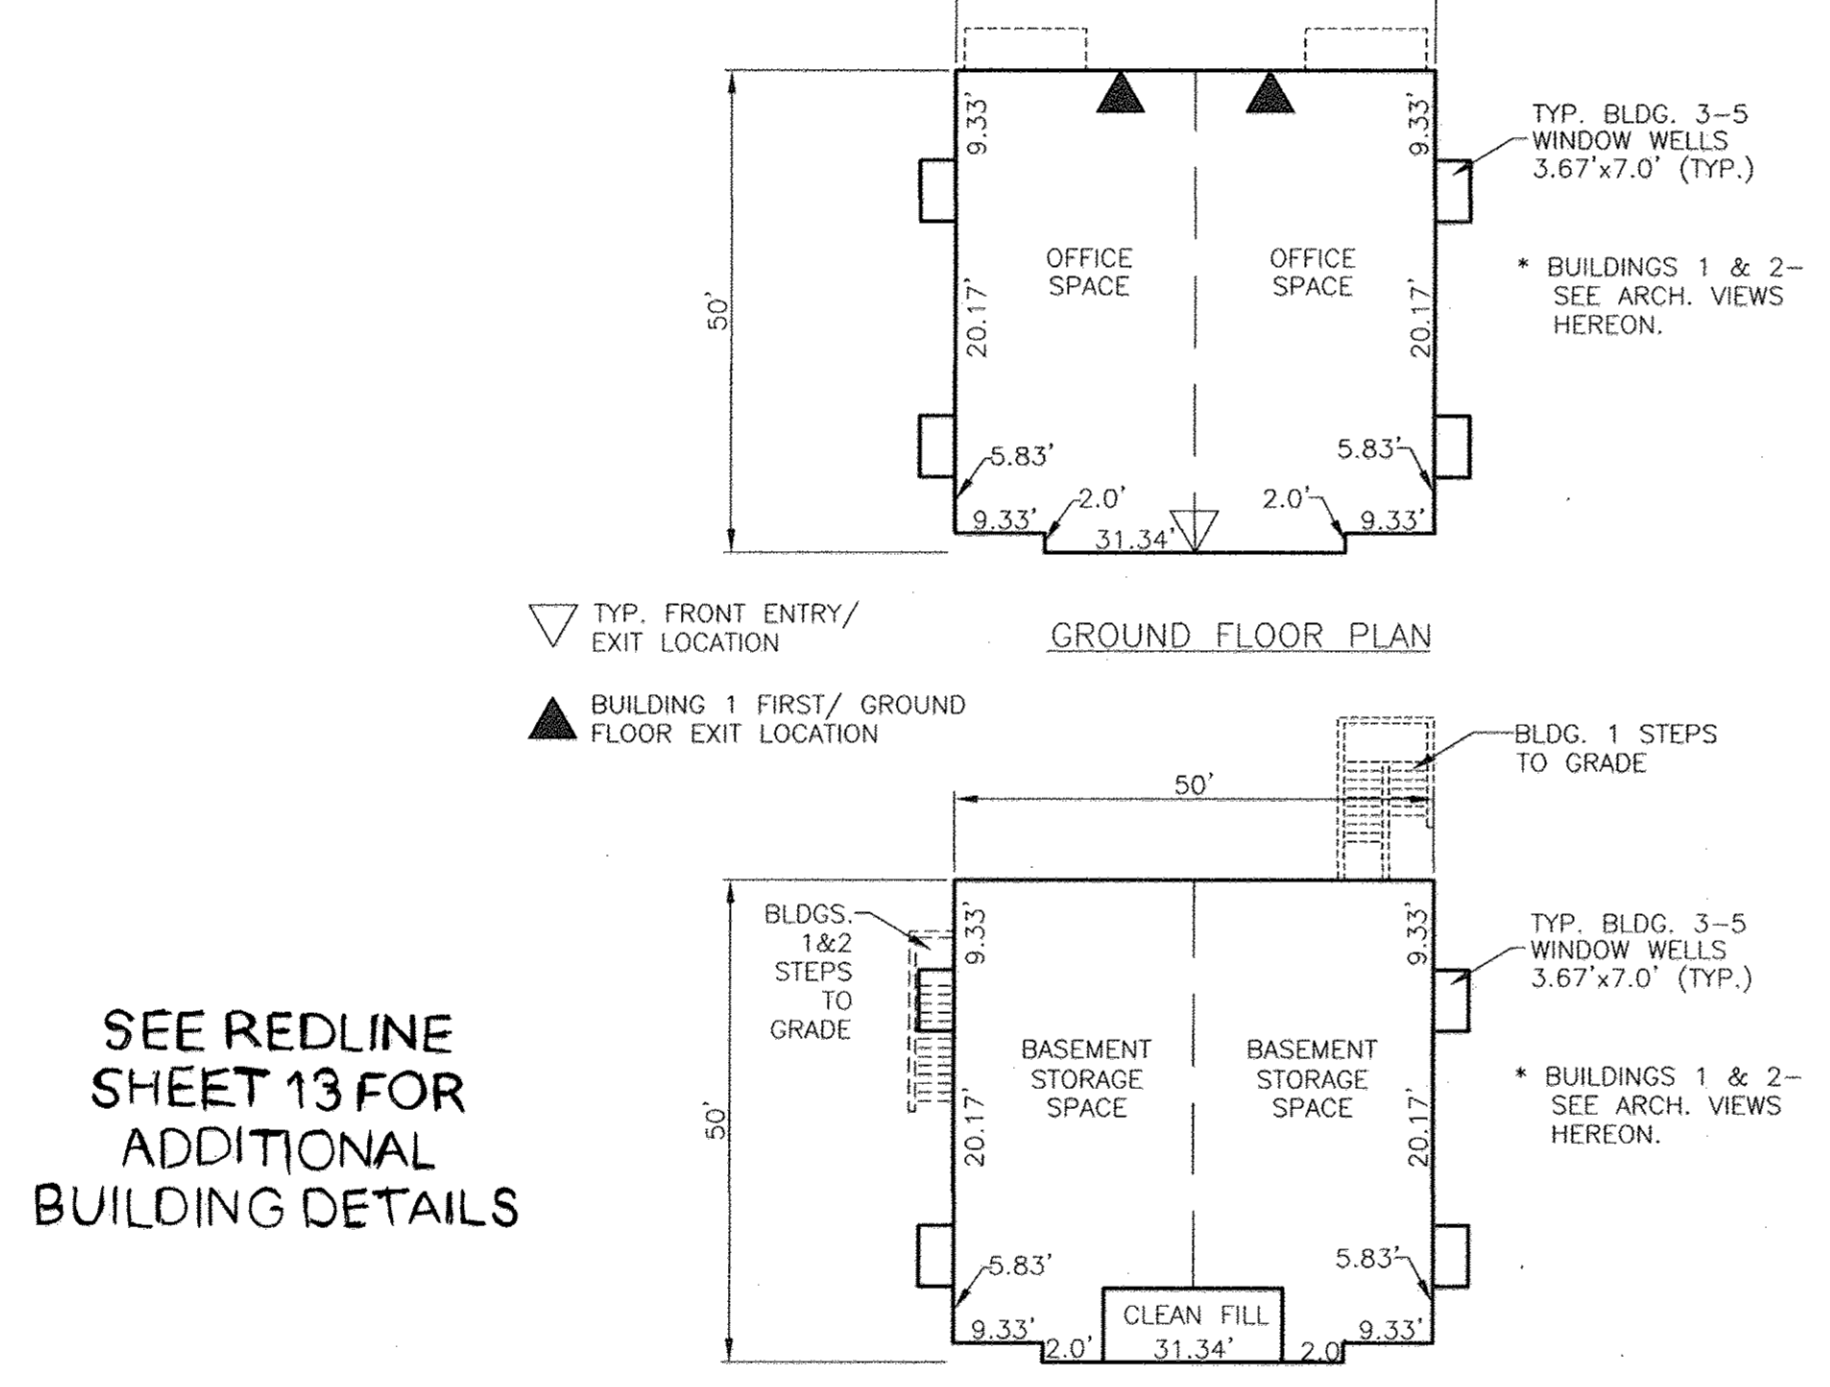 9.33'
9.33'
TYP. BLDG. 3-5
WINDOW WELLS
3.67'x7.0' (TYP.)
OFFICE
SPACE
OFFICE
SPACE
* BUILDINGS 1 & 2-
SEE ARCH. VIEWS
HEREON.
50'
20.17'
20.17'
5.83'
5.83'
2.0'
2.0'
9.33'
31.34'
9.33'
TYP. FRONT ENTRY/
EXIT LOCATION
GROUND FLOOR PLAN
BUILDING 1 FIRST/ GROUND
FLOOR EXIT LOCATION
BLDG. 1 STEPS
TO GRADE
50'
BLDGS.
1&2
STEPS
TO
GRADE
9.33'
9.33'
TYP. BLDG. 3-5
WINDOW WELLS
3.67'x7.0' (TYP.)
SEE REDLINE
SHEET 13 FOR
ADDITIONAL
BUILDING DETAILS
50'
BASEMENT
STORAGE
SPACE
BASEMENT
STORAGE
SPACE
* BUILDINGS 1 & 2-
SEE ARCH. VIEWS
HEREON.
20.17'
20.17'
5.83'
5.83'
CLEAN FILL
9.33'
2.0'
31.34'
2.0
9.33'